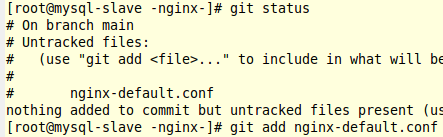 [root@mysql-slave -nginx-]# git status
# On branch main
# Untracked files:
#   (use "git add <file>..." to include in what will be
#
#       nginx-default.conf
nothing added to commit but untracked files present (us
[root@mysql-slave -nginx-]# git add nginx-default.conf